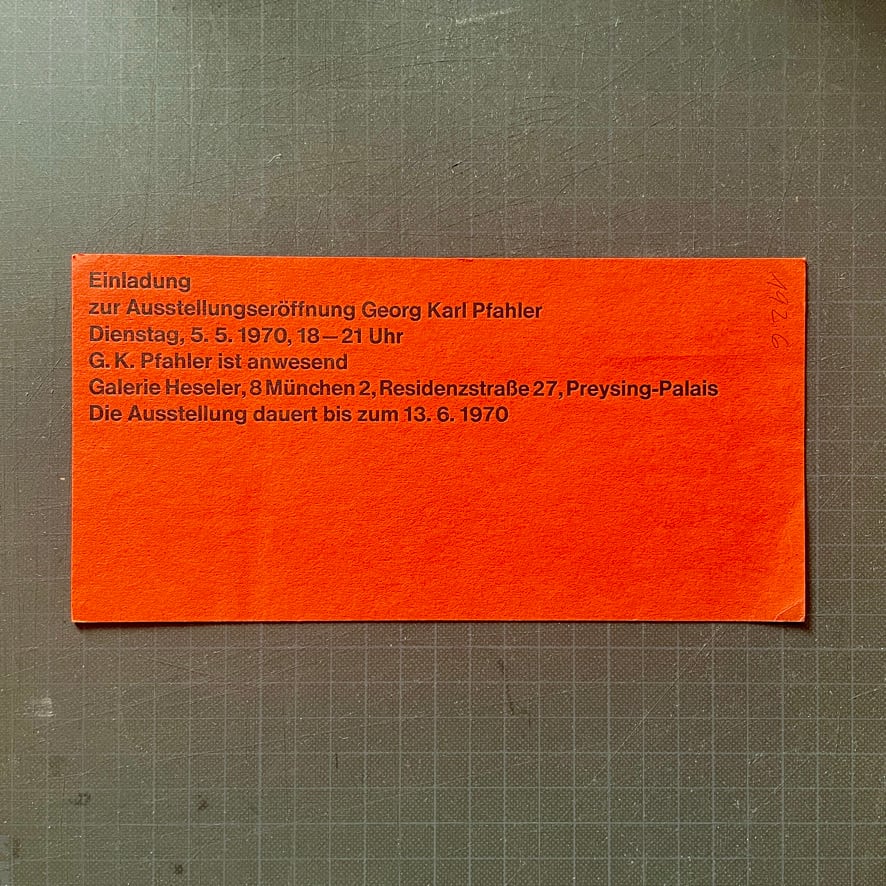 Einladung
zur Ausstellungseröffnung Georg Karl Pfahler
Dienstag, 5. 5. 1970, 18—21 Uhr
G. K. Pfahler ist anwesend
Galerie Heseler, 8 München 2, Residenzstraße 27, Preysing-Palais
Die Ausstellung dauert bis zum 13. 6. 1970